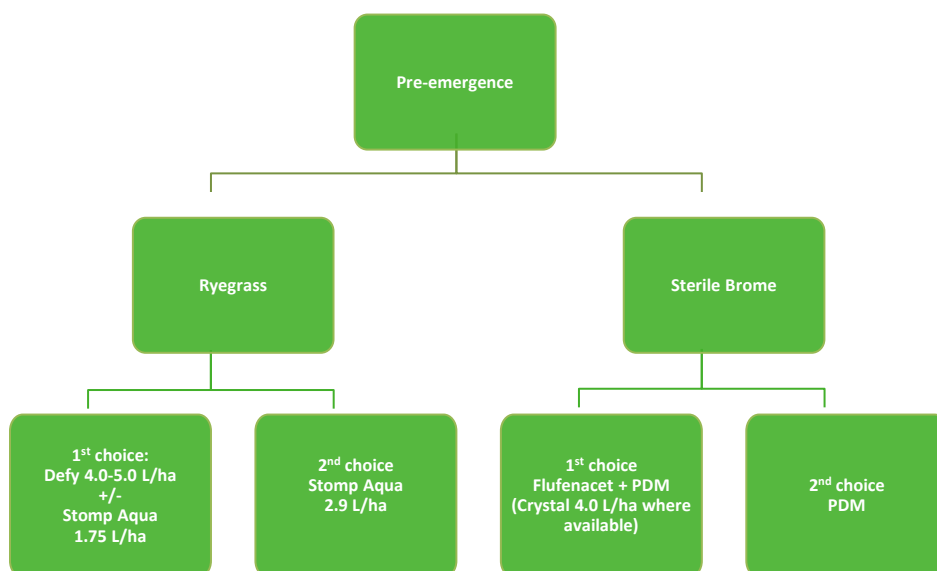 Pre-emergence
Ryegrass
Sterile Brome
1st choice:
Defy 4.0-5.0 L/ha
+/-
Stomp Aqua
1.75 L/ha
2nd choice
Stomp Aqua
2.9 L/ha
1st choice
Flufenacet + PDM
(Crystal 4.0 L/ha where
available)
2nd choice
PDM